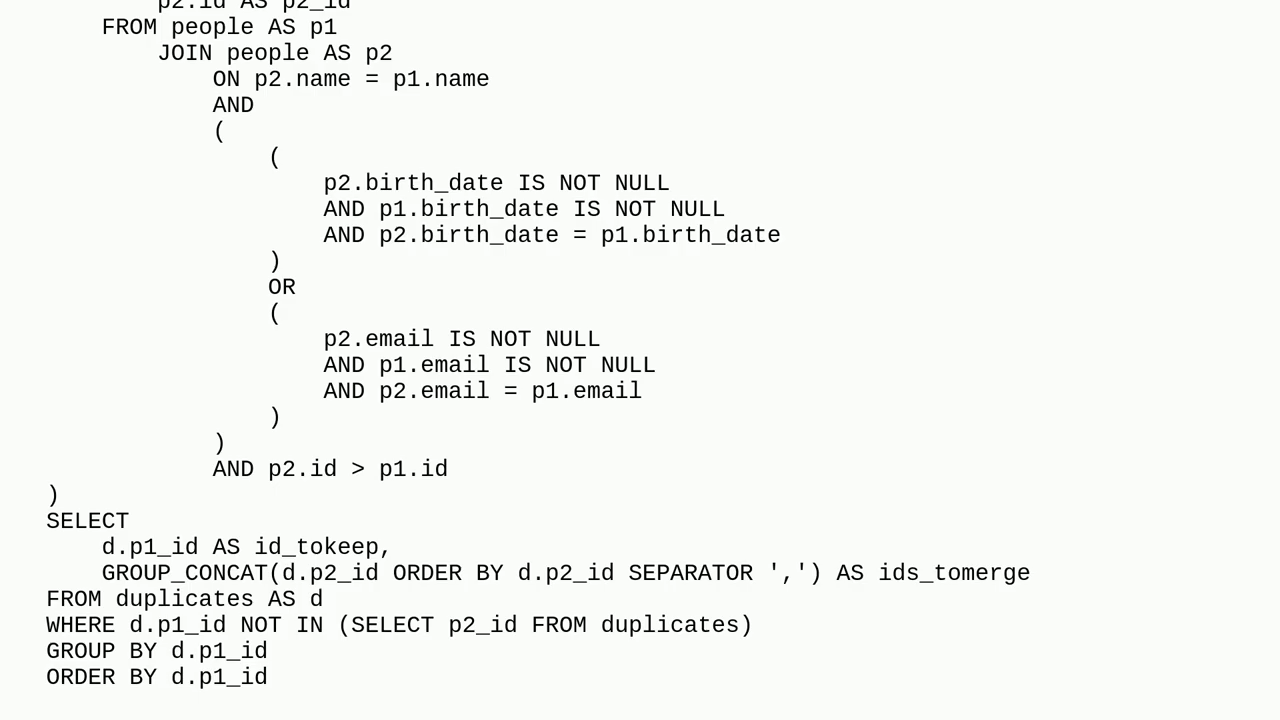 p2.id AS p2_id
FROM people AS p1
JOIN people AS p2
ON p2.name = p1.name
AND
(
(
p2.birth_date IS NOT NULL
AND p1.birth_date IS NOT NULL
AND p2.birth_date = p1.birth_date
)
OR
(
p2.email IS NOT NULL
AND p1.email IS NOT NULL
AND p2.email = p1.email
)
)
AND p2.id > p1.id
)
SELECT
d.p1_id AS id_tokeep,
GROUP_CONCAT(d.p2_id ORDER BY d.p2_id SEPARATOR ',') AS ids_tomerge
FROM duplicates AS d
WHERE d.p1_id NOT IN (SELECT p2_id FROM duplicates)
GROUP BY d.p1_id
ORDER BY d.p1_id